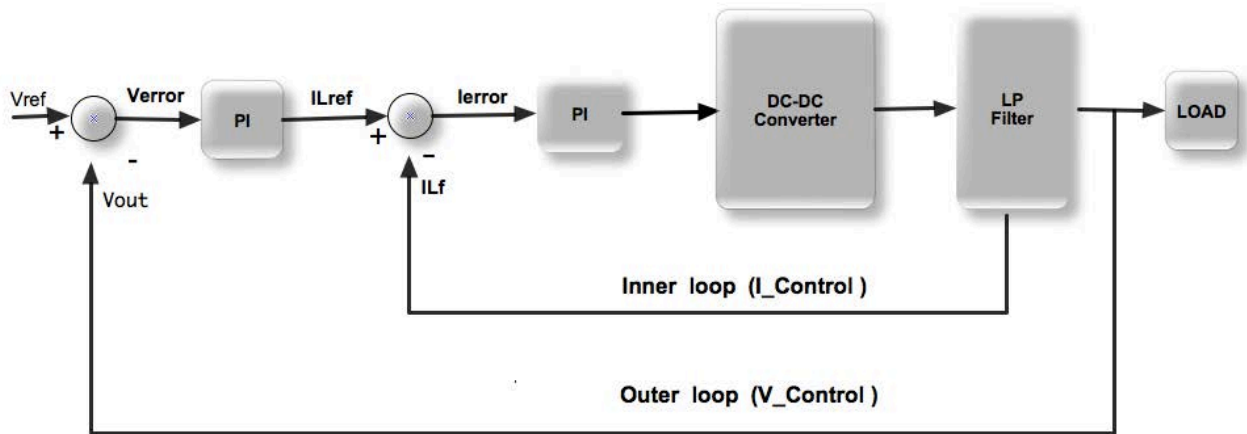 Vref
+
-
Vout
Verror
PI
ILref
+
−
ILf
Ierror
PI
DC-DC
Converter
LP
Filter
LOAD
Inner loop (I_Control )
Outer loop (V_Control )